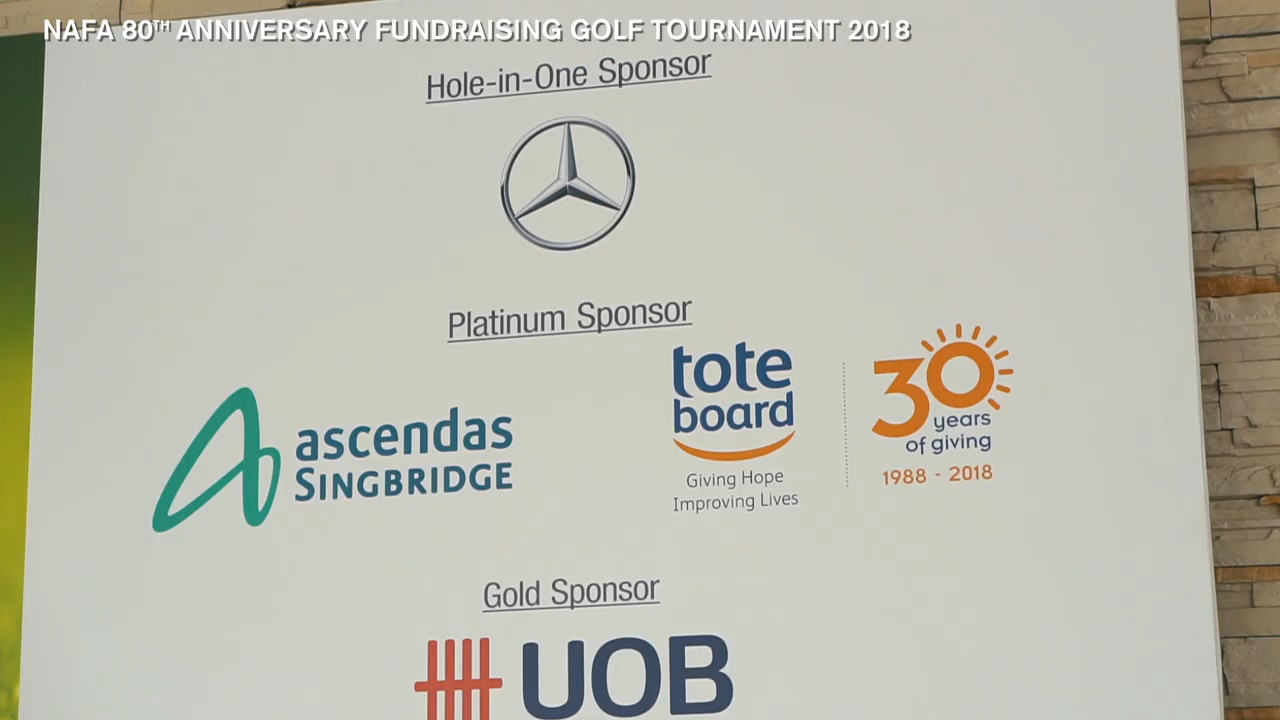 NAFA 80TH ANNIVERSARY FUNDRAISING GOLF TOURNAMENT 2018
Hole-in-One Sponsor
Platinum Sponsor
ascendas
SINGBRIDGE
tote
board
Giving Hope
Improving Lives
30
years
of giving
1988 - 2018
Gold Sponsor
UOB